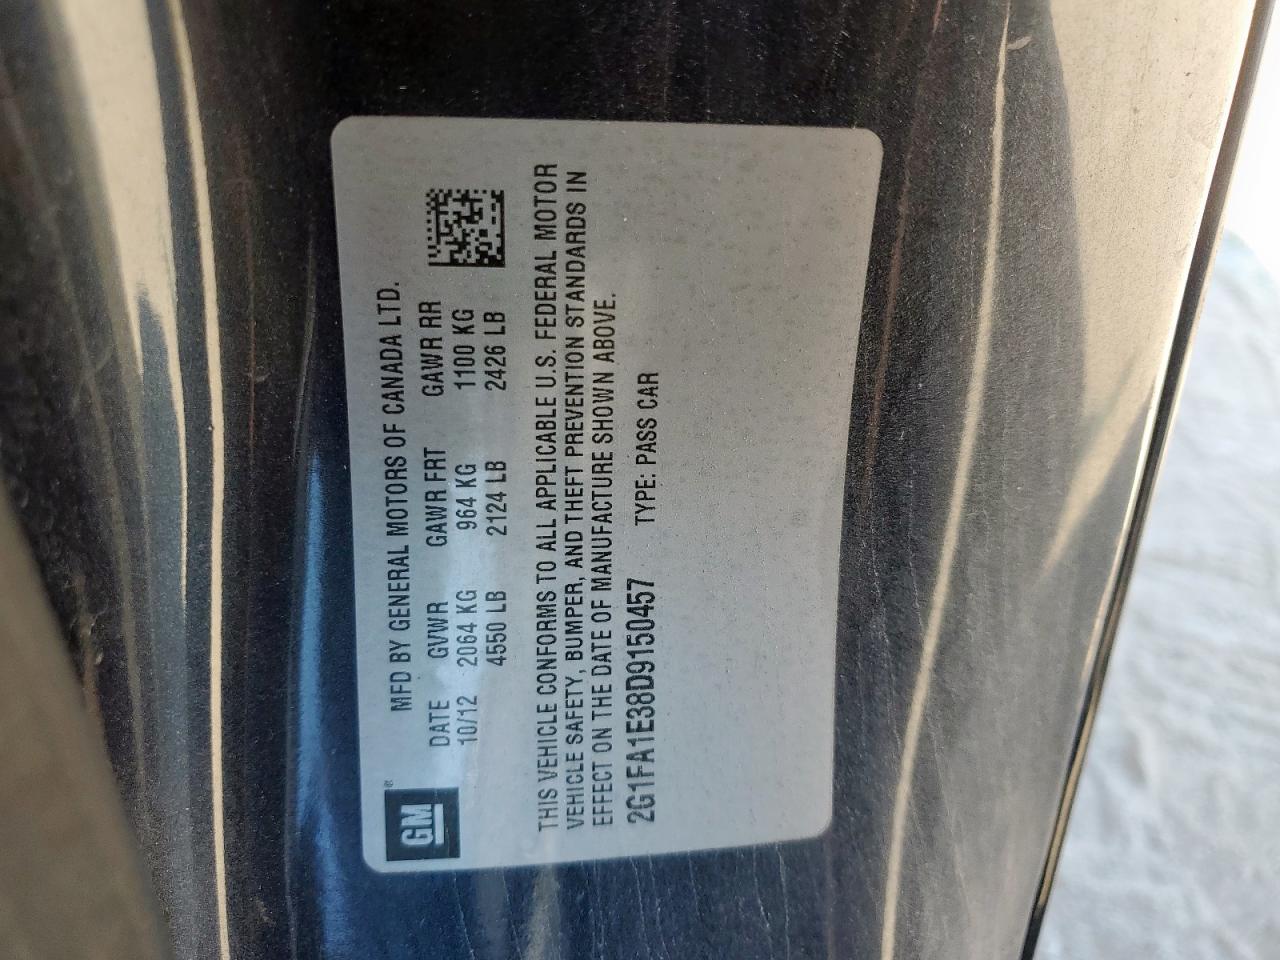 GM®
MFD BY GENERAL MOTORS OF CANADA LTD.
DATE GVWR GAWR FRT GAWR RR
10/12 2064 KG 964 KG 1100 KG
4550 LB 2124 LB 2426 LB
THIS VEHICLE CONFORMS TO ALL APPLICABLE U.S. FEDERAL MOTOR
VEHICLE SAFETY, BUMPER, AND THEFT PREVENTION STANDARDS IN
EFFECT ON THE DATE OF MANUFACTURE SHOWN ABOVE.
2G1FA1E38D9150457 TYPE: PASS CAR